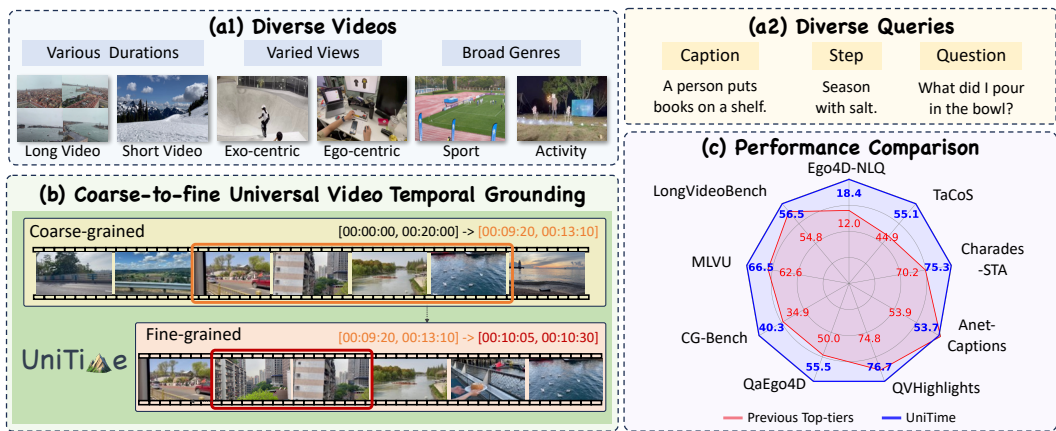 (a1) Diverse Videos
Various Durations
Varied Views
Broad Genres
Long Video
Short Video
Exo-centric
Ego-centric
Sport
Activity
(a2) Diverse Queries
Caption
Step
Question
A person puts
books on a shelf.
Season
with salt.
What did I pour
in the bowl?
(b) Coarse-to-fine Universal Video Temporal Grounding
Coarse-grained
[00:00:00, 00:20:00] -> [00:09:20, 00:13:10]
Fine-grained
[00:09:20, 00:13:10] -> [00:10:05, 00:10:30]
UniTime
(c) Performance Comparison
Ego4D-NLQ
18.4
12.0
TaCoS
55.1
44.9
Charades
-STA
75.3
70.2
Anet-
Captions
53.7
53.9
QVHighlights
76.7
74.8
QaEgo4D
55.5
50.0
CG-Bench
40.3
34.9
MLVU
66.5
62.6
LongVideoBench
56.5
54.8
Previous Top-tiers
UniTime